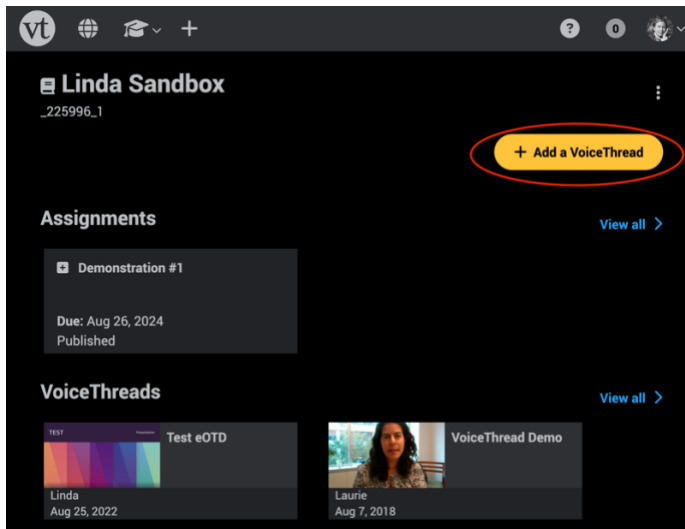 vt
0
Linda Sandbox
_225996_1
+ Add a VoiceThread
Assignments
View all
Demonstration #1
Due: Aug 26, 2024
Published
VoiceThreads
View all
TEST
Test eOTD
VoiceThread Demo
Linda
Laurie
Aug 25, 2022
Aug 7, 2018